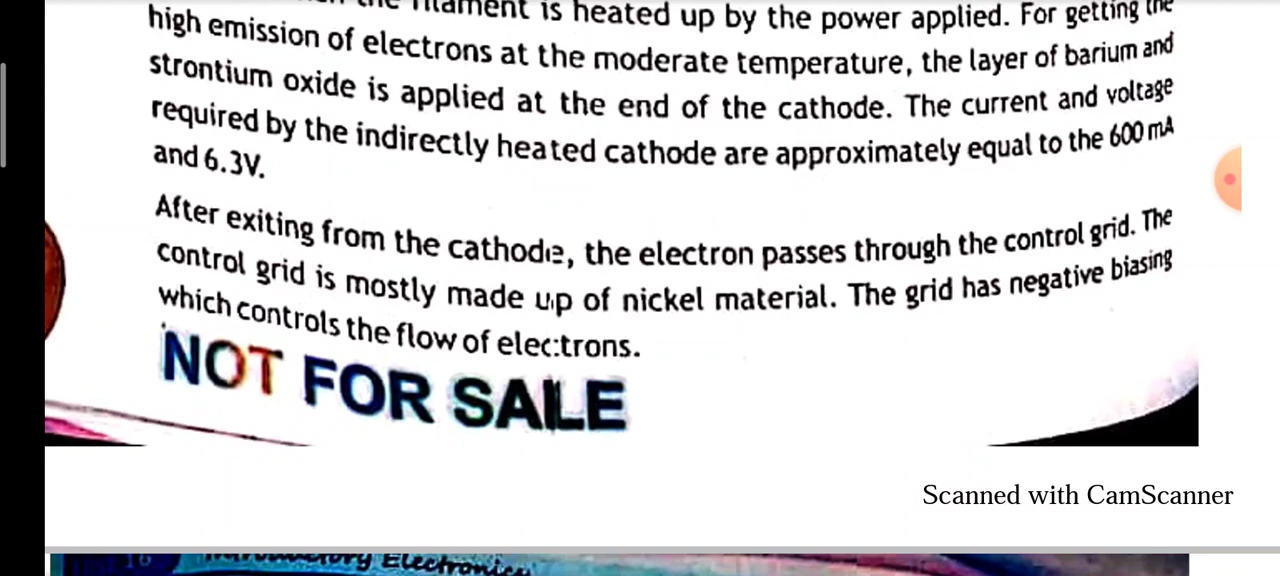 the filament is heated up by the power applied. For getting the
high emission of electrons at the moderate temperature, the layer of barium and
strontium oxide is applied at the end of the cathode. The current and voltage
required by the indirectly heated cathode are approximately equal to the 600 mA
and 6.3V.
After exiting from the cathode, the electron passes through the control grid. The
control grid is mostly made up of nickel material. The grid has negative biasing
which controls the flow of electrons.
NOT FOR SALE
Scanned with CamScanner
Introductory Electronics